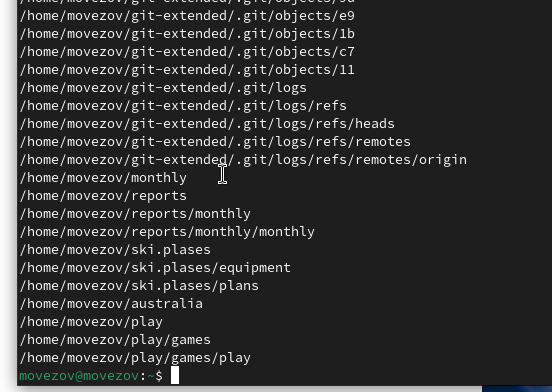 /home/movezov/git-extended/.git/objects/e9
/home/movezov/git-extended/.git/objects/1b
/home/movezov/git-extended/.git/objects/c7
/home/movezov/git-extended/.git/objects/11
/home/movezov/git-extended/.git/logs
/home/movezov/git-extended/.git/logs/refs
/home/movezov/git-extended/.git/logs/refs/heads
/home/movezov/git-extended/.git/logs/refs/remotes
/home/movezov/git-extended/.git/logs/refs/remotes/origin
/home/movezov/monthly
/home/movezov/reports
/home/movezov/reports/monthly
/home/movezov/reports/monthly/monthly
/home/movezov/ski.plases
/home/movezov/ski.plases/equipment
/home/movezov/ski.plases/plans
/home/movezov/australia
/home/movezov/play
/home/movezov/play/games
/home/movezov/play/games/play
movezov@movezov:~$